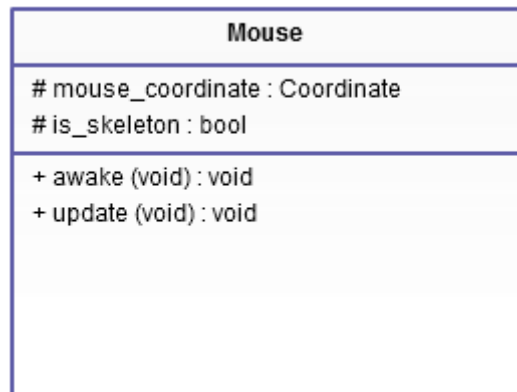 Mouse
# mouse_coordinate : Coordinate
# is_skeleton : bool
+ awake (void) : void
+ update (void) : void